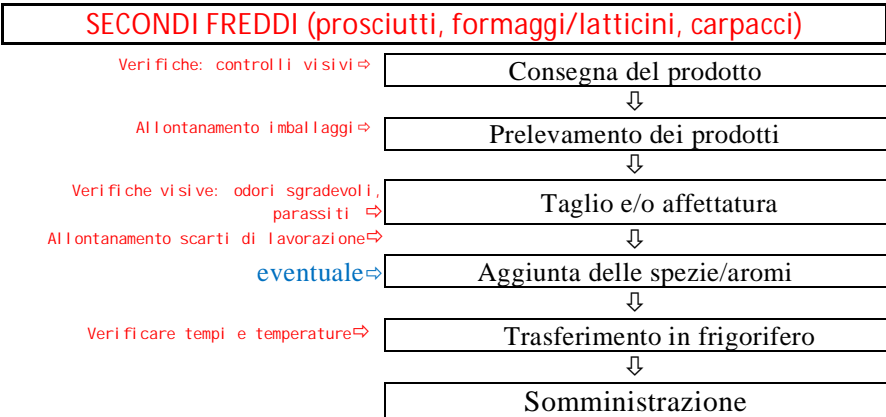 SECONDI FREDDI (prosciutti, formaggi/latticini, carpacci)
Verifiche: controlli visivi⇨
Consegna del prodotto
⇩
Allontanamento imballaggi⇨
Prelevamento dei prodotti
⇩
Verifiche visive: odori sgradevoli,
parassiti ⇨
Taglio e/o affettatura
Allontanamento scarti di lavorazione⇨
⇩
eventuale⇨
Aggiunta delle spezie/aromi
⇩
Verificare tempi e temperature⇨
Trasferimento in frigorifero
⇩
Somministrazione